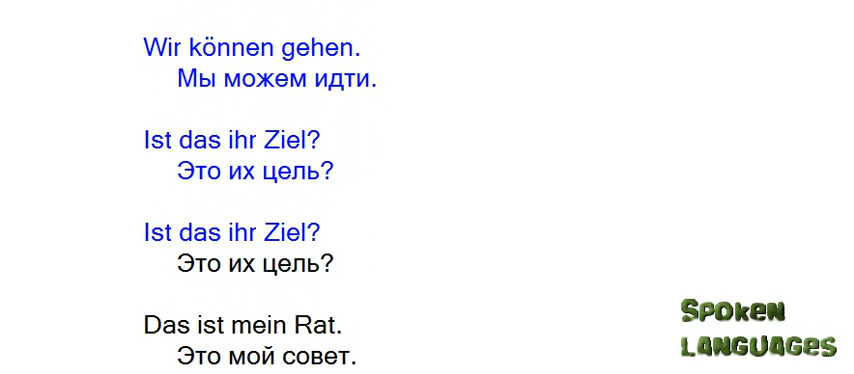 Wir können gehen.
Мы можем идти.
Ist das ihr Ziel?
Это их цель?
Ist das ihr Ziel?
Это их цель?
Das ist mein Rat.
Это мой совет.
SPOKEN
LANGUAGES